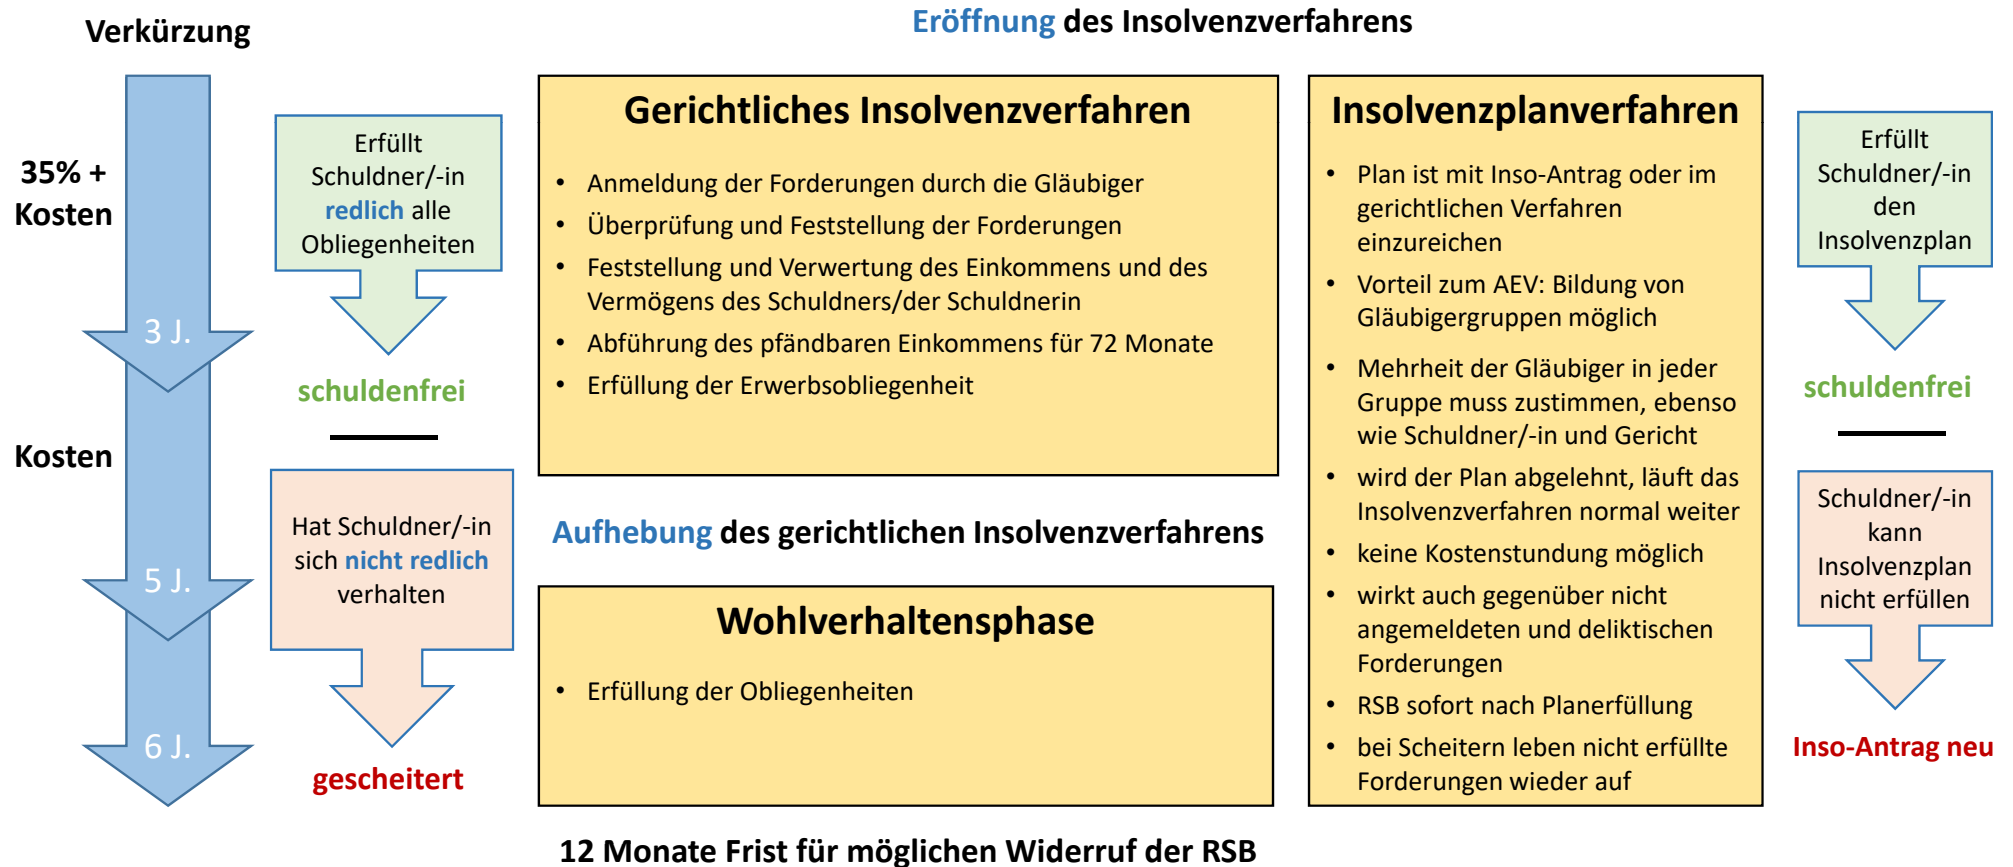 Verkürzung
Eröffnung des Insolvenzverfahrens
35% +
Kosten
3 J.
Kosten
5 J.
6 J.
Erfüllt
Schuldner/-in
redlich alle
Obliegenheiten
schuldenfrei
Hat Schuldner/-in
sich nicht redlich
verhalten
gescheitert
Gerichtliches Insolvenzverfahren
• Anmeldung der Forderungen durch die Gläubiger
• Überprüfung und Feststellung der Forderungen
• Feststellung und Verwertung des Einkommens und des
Vermögens des Schuldners/der Schuldnerin
• Abführung des pfändbaren Einkommens für 72 Monate
• Erfüllung der Erwerbsobliegenheit
Aufhebung des gerichtlichen Insolvenzverfahrens
Wohlverhaltensphase
• Erfüllung der Obliegenheiten
12 Monate Frist für möglichen Widerruf der RSB
Insolvenzplanverfahren
• Plan ist mit Inso-Antrag oder im
gerichtlichen Verfahren
einzureichen
• Vorteil zum AEV: Bildung von
Gläubigergruppen möglich
• Mehrheit der Gläubiger in jeder
Gruppe muss zustimmen, ebenso
wie Schuldner/-in und Gericht
• wird der Plan abgelehnt, läuft das
Insolvenzverfahren normal weiter
• keine Kostenstundung möglich
• wirkt auch gegenüber nicht
angemeldeten und deliktischen
Forderungen
• RSB sofort nach Planerfüllung
• bei Scheitern leben nicht erfüllte
Forderungen wieder auf
Erfüllt
Schuldner/-in
den
Insolvenzplan
schuldenfrei
Schuldner/-in
kann
Insolvenzplan
nicht erfüllen
Inso-Antrag neu